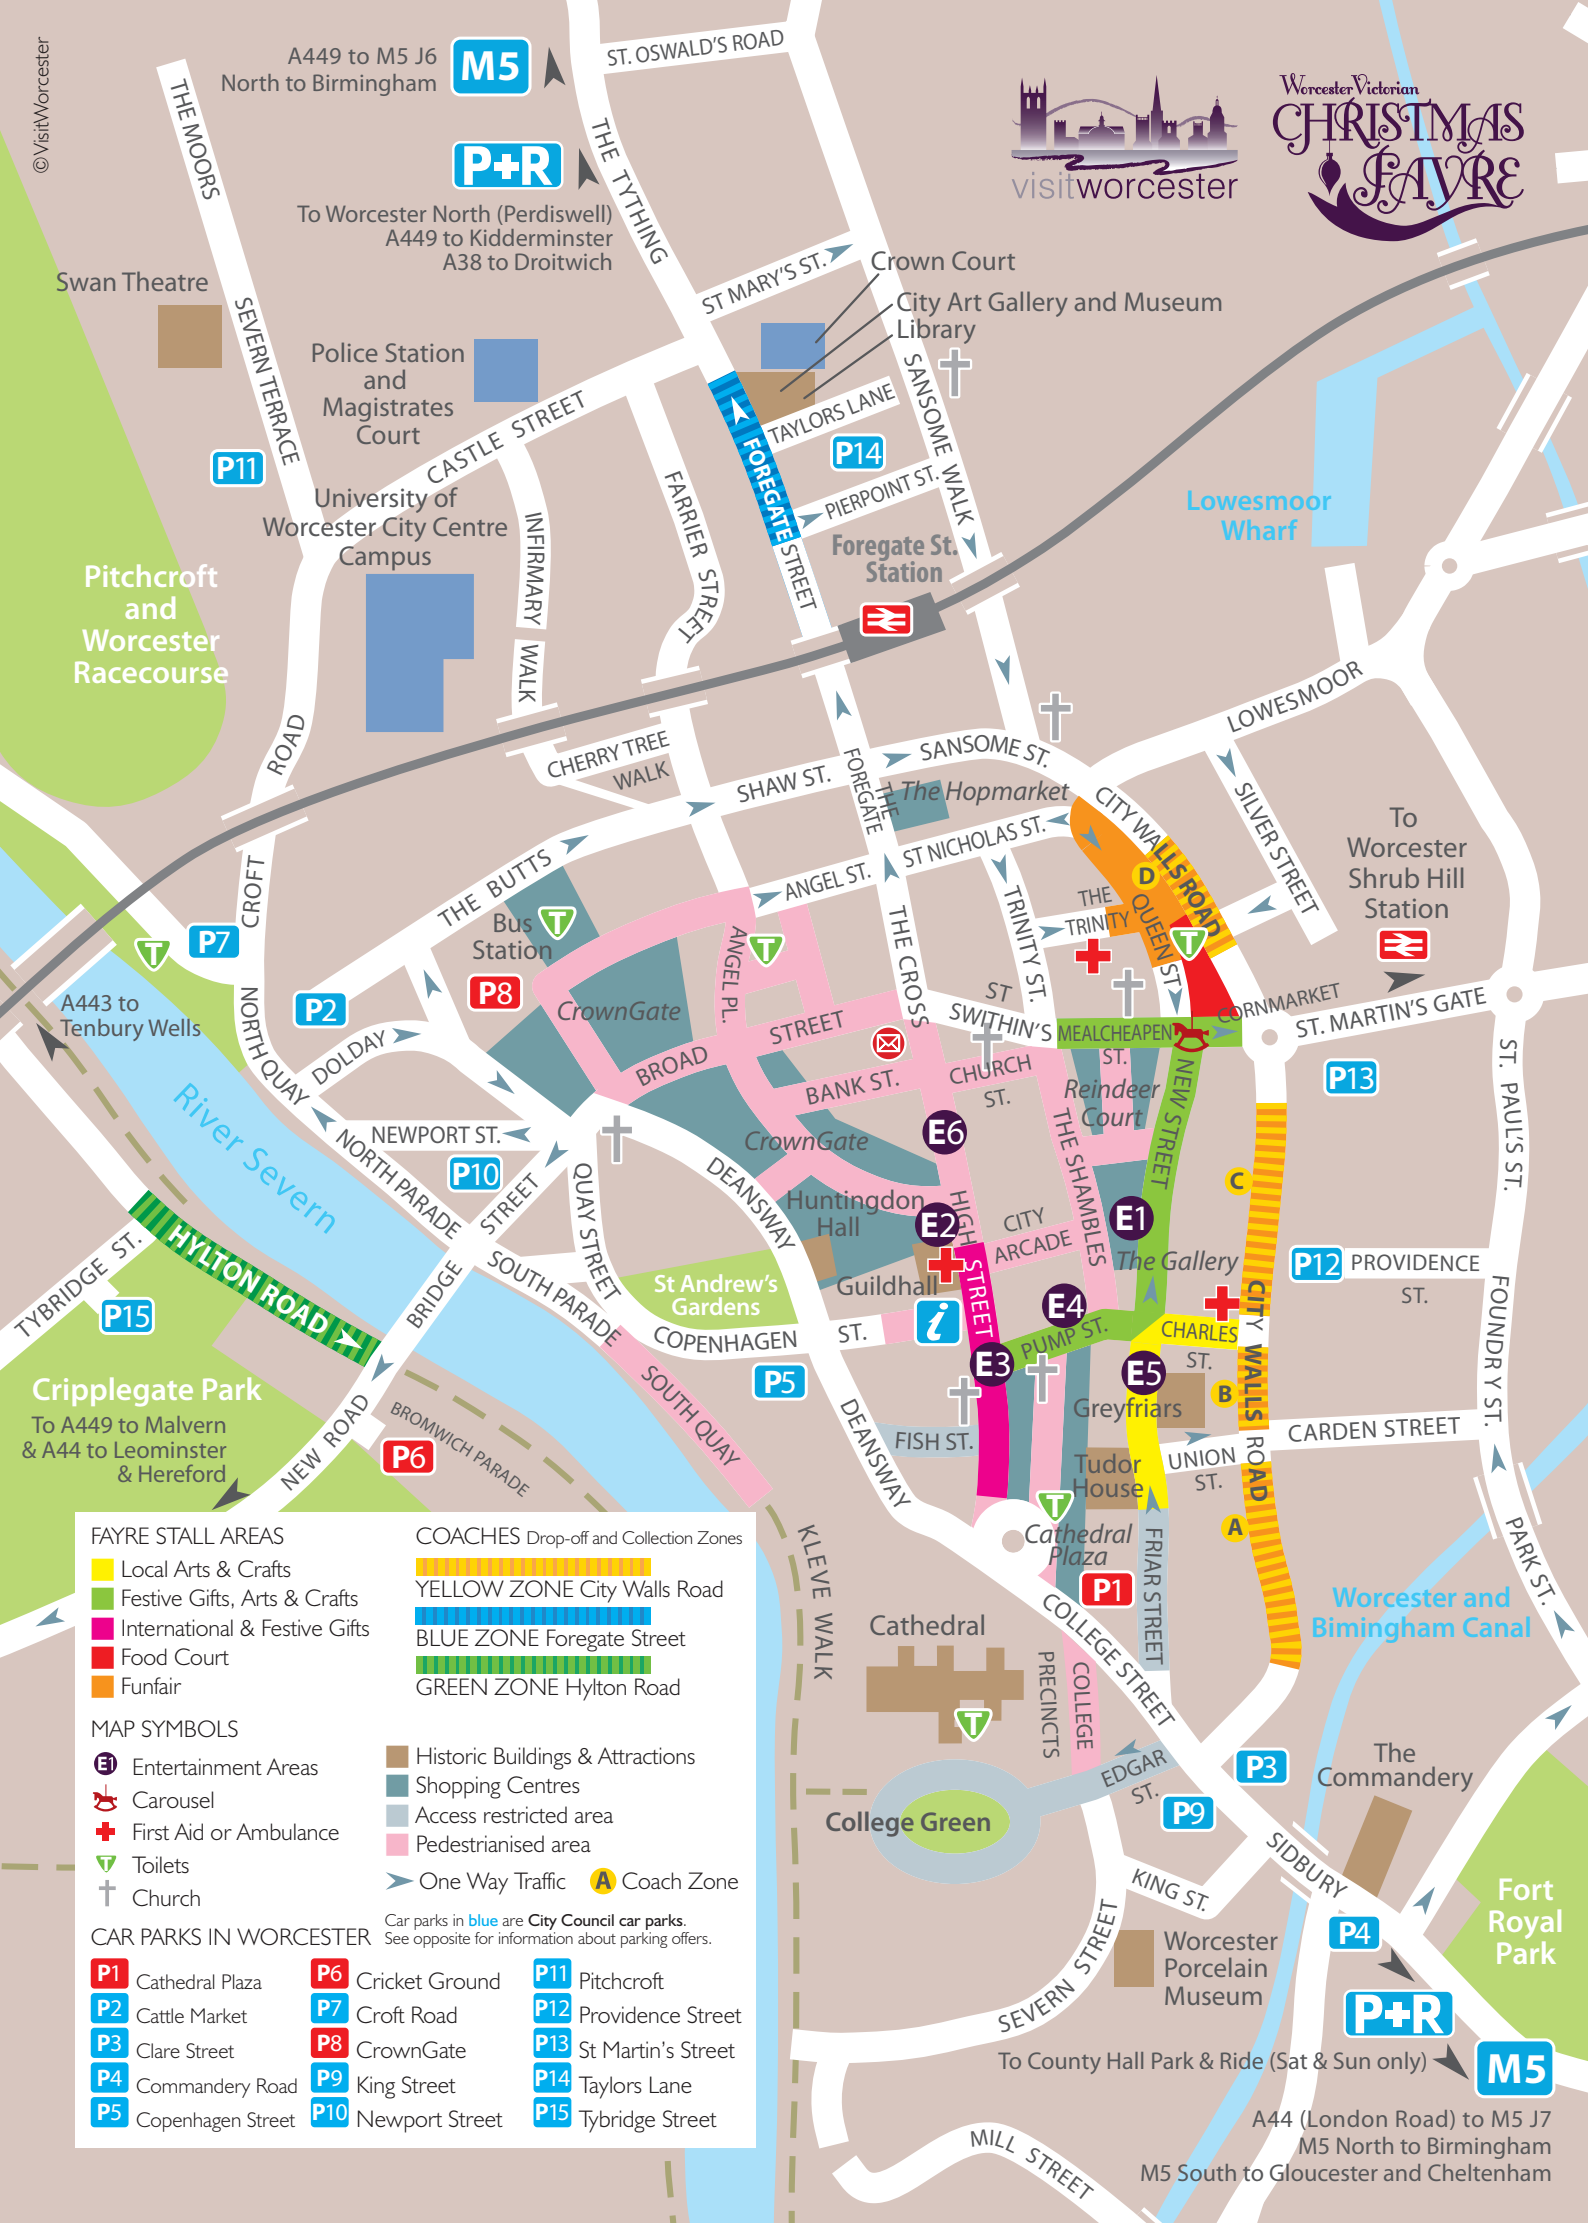 © VisitWorcester
A449 to M5 J6
North to Birmingham
M5
P+R
To Worcester North (Perdiswell)
A449 to Kidderminster
A38 to Droitwich
ST. OSWALD'S ROAD
THE TYTHING
THE MOORS
visitworcester
Worcester Victorian
CHRISTMAS
FAYRE
Swan Theatre
SEVERN TERRACE
Police Station
and
Magistrates
Court
ST MARY'S ST.
Crown Court
City Art Gallery and Museum
Library
SANSOME WALK
TAYLORS LANE
P14
PIERPOINT ST.
FOREGATE STREET
CASTLE STREET
P11
University of
Worcester City Centre
Campus
INFIRMARY WALK
FARRIER STREET
Foregate St.
Station
Lowesmoor
Wharf
Pitchcroft
and
Worcester
Racecourse
CROFT ROAD
CHERRY TREE
WALK
SHAW ST.
THE FOREGATE
SANSOME ST.
The Hopmarket
LOWESMOOR
SILVER STREET
CITY WALLS ROAD
To
Worcester
Shrub Hill
Station
ST NICHOLAS ST.
ANGEL ST.
THE BUTTS
Bus
Station
T
P8
P7
T
P2
ANGEL PL.
T
THE CROSS
TRINITY ST.
THE
TRINITY
D
QUEEN ST
T
A443 to
Tenbury Wells
NORTH QUAY
DOLDAY
CrownGate
BROAD STREET
BANK ST.
ST
SWITHIN'S
CHURCH
ST.
MEALCHEAPEN
ST.
CORNMARKET
ST. MARTIN'S GATE
P13
ST. PAUL'S ST.
Reindeer
Court
NEW STREET
River Severn
NEWPORT ST.
P10
NORTH PARADE
CrownGate
E6
THE SHAMBLES
DEANSWAY
QUAY STREET
Huntingdon
Hall
E2
HIGH STREET
CITY
ARCADE
E1
The Gallery
C
P12
PROVIDENCE
ST.
HYLTON ROAD
TYBRIDGE ST.
P15
BRIDGE STREET
SOUTH PARADE
St Andrew's
Gardens
Guildhall
i
E4
E3
PUMP ST.
CHARLES
ST.
CITY WALLS ROAD
FOUNDRY ST.
COPENHAGEN ST.
P5
E5
Greyfriars
B
Cripplegate Park
To A449 to Malvern
& A44 to Leominster
& Hereford
NEW ROAD
P6
BROMWICH PARADE
SOUTH QUAY
DEANSWAY
FISH ST.
Tudor
House
UNION
ST.
CARDEN STREET
T
A
Cathedral
Plaza
P1
FRIAR STREET
KLEVE WALK
PARK ST.
Worcester and
Bimingham Canal
Cathedral
T
COLLEGE STREET
COLLEGE
PRECINCTS
EDGAR
ST.
P3
P9
College Green
The
Commandery
SIDBURY
KING ST.
P4
Fort
Royal
Park
SEVERN STREET
Worcester
Porcelain
Museum
P+R
To County Hall Park & Ride (Sat & Sun only)
M5
A44 (London Road) to M5 J7
M5 North to Birmingham
M5 South to Gloucester and Cheltenham
MILL STREET
FAYRE STALL AREAS
Local Arts & Crafts
Festive Gifts, Arts & Crafts
International & Festive Gifts
Food Court
Funfair
COACHES Drop-off and Collection Zones
YELLOW ZONE City Walls Road
BLUE ZONE Foregate Street
GREEN ZONE Hylton Road
MAP SYMBOLS
E1 Entertainment Areas
Carousel
First Aid or Ambulance
T Toilets
Church
Historic Buildings & Attractions
Shopping Centres
Access restricted area
Pedestrianised area
One Way Traffic
A Coach Zone
CAR PARKS IN WORCESTER
Car parks in blue are City Council car parks.
See opposite for information about parking offers.
P1 Cathedral Plaza
P2 Cattle Market
P3 Clare Street
P4 Commandery Road
P5 Copenhagen Street
P6 Cricket Ground
P7 Croft Road
P8 CrownGate
P9 King Street
P10 Newport Street
P11 Pitchcroft
P12 Providence Street
P13 St Martin's Street
P14 Taylors Lane
P15 Tybridge Street